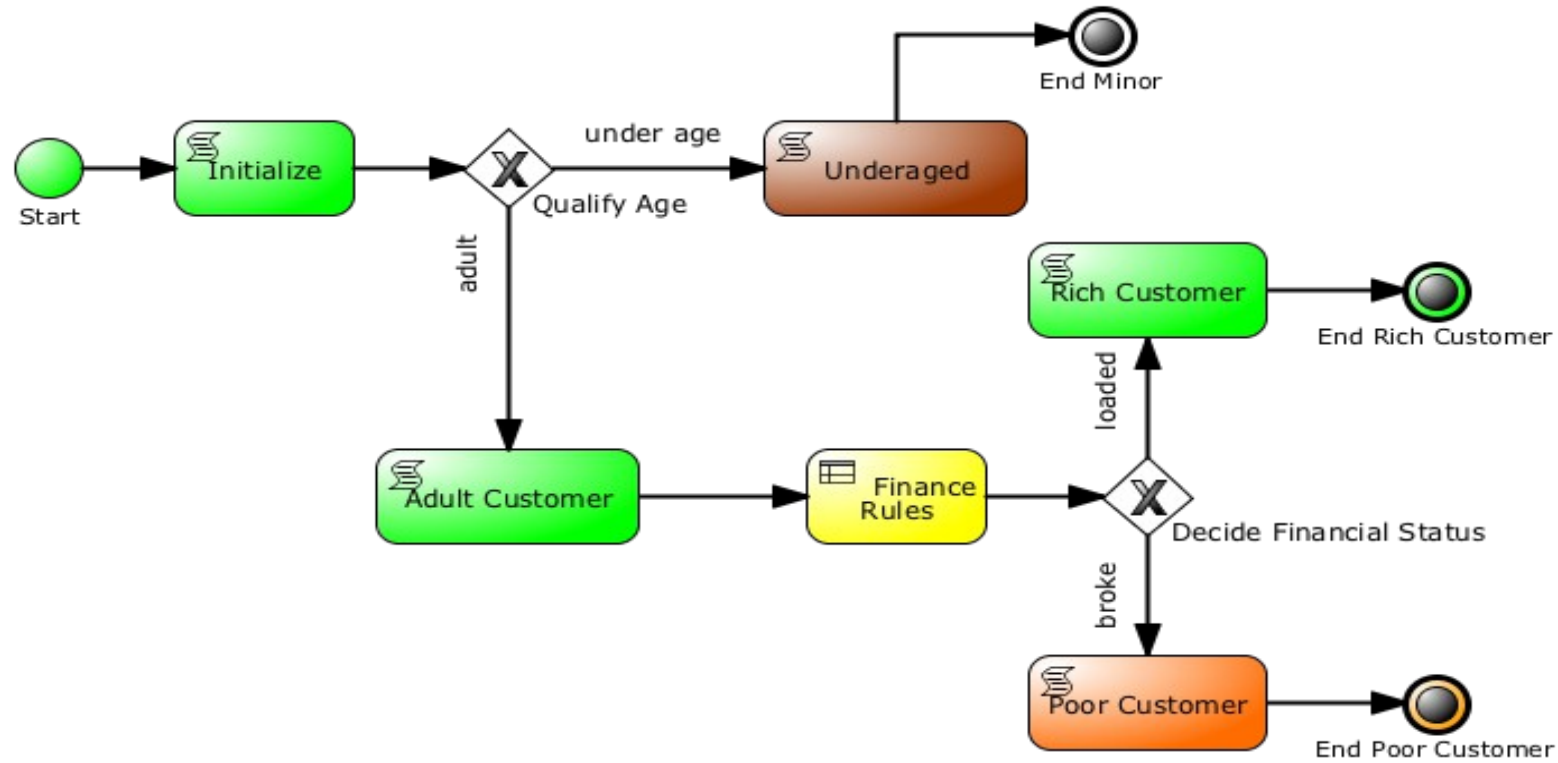 End Minor
under age
Initialize
Underaged
Start
Qualify Age
adult
Rich Customer
End Rich Customer
loaded
Adult Customer
Finance
Rules
Decide Financial Status
broke
Poor Customer
End Poor Customer